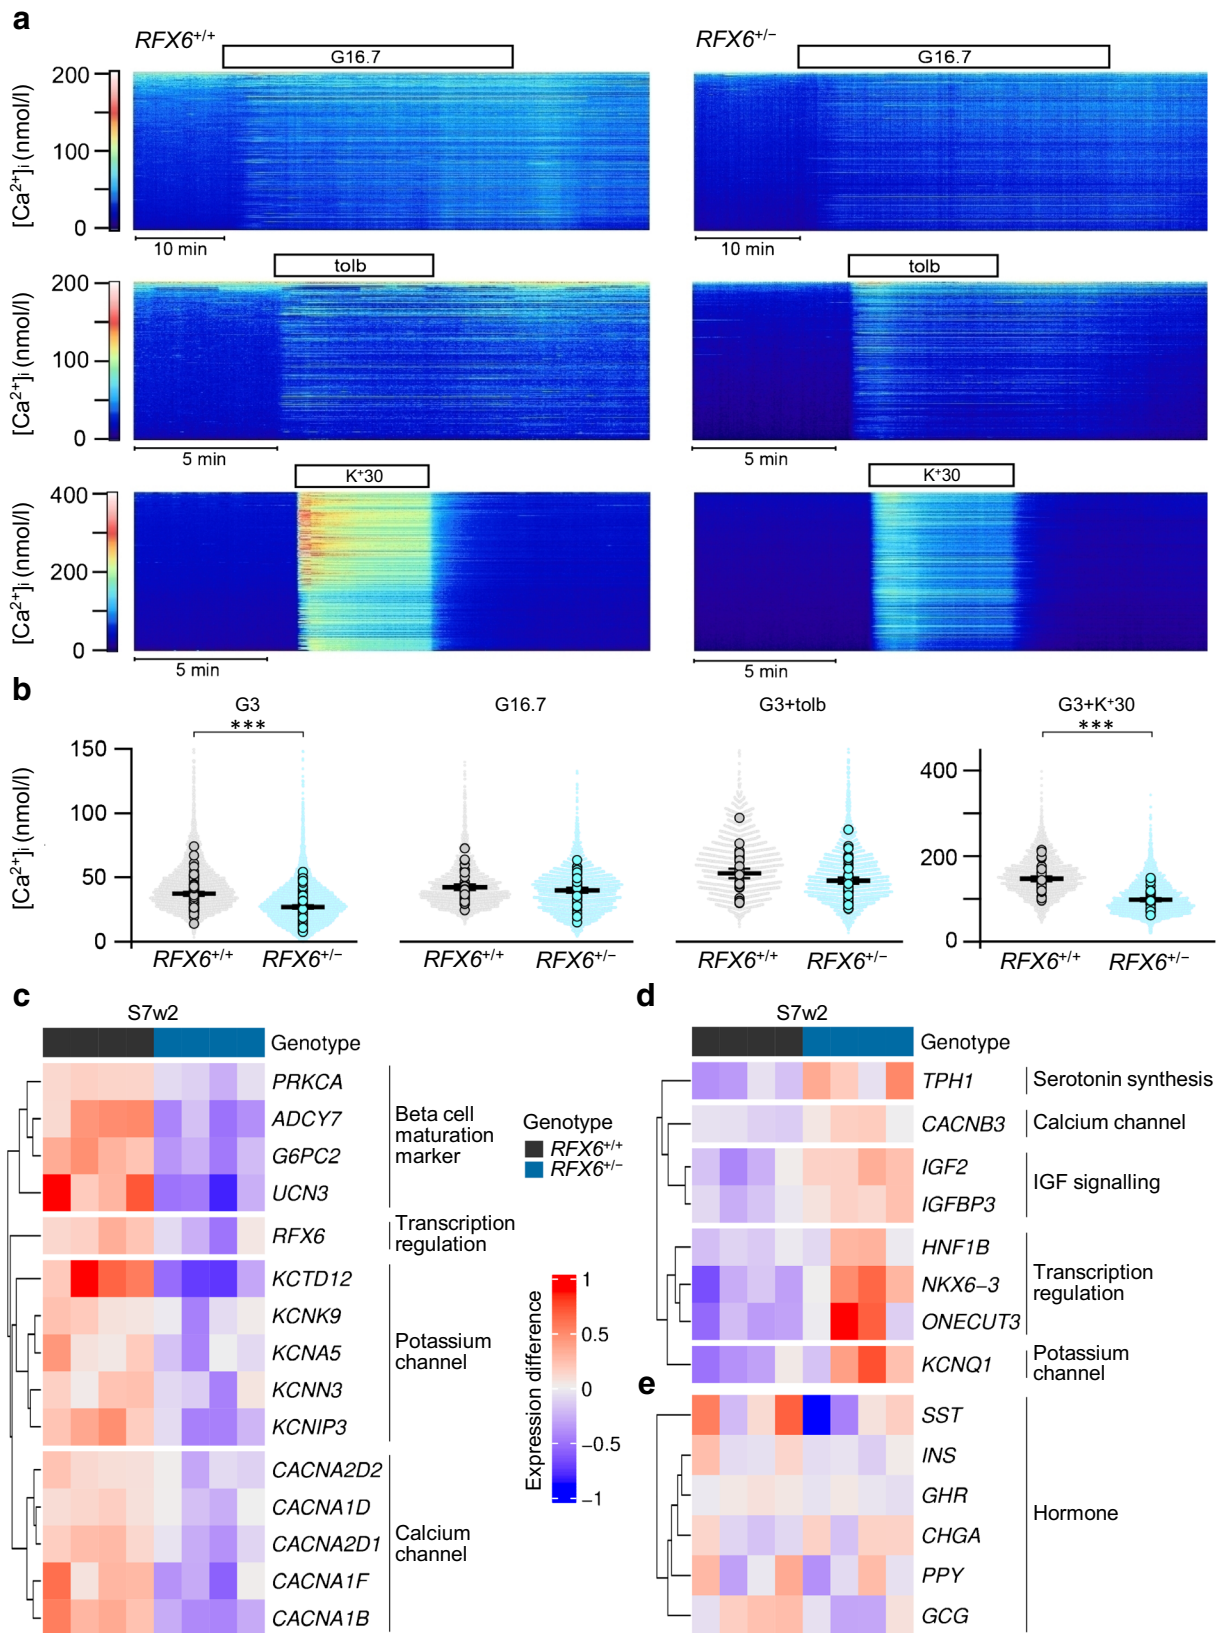 a
RFX6+/+
RFX6+/−
G16.7
G16.7
200
100
0
[Ca2+]i (nmol/l)
10 min
10 min
tolb
tolb
200
100
0
[Ca2+]i (nmol/l)
5 min
5 min
K+30
K+30
400
200
0
[Ca2+]i (nmol/l)
5 min
5 min
b
G3
G16.7
G3+tolb
G3+K+30
***
***
150
100
50
0
[Ca2+]i (nmol/l)
400
200
0
RFX6+/+
RFX6+/−
RFX6+/+
RFX6+/−
RFX6+/+
RFX6+/−
RFX6+/+
RFX6+/−
c
S7w2
Genotype
PRKCA
ADCY7
G6PC2
UCN3
Beta cell
maturation
marker
RFX6
Transcription
regulation
KCTD12
KCNK9
KCNA5
KCNN3
KCNIP3
Potassium
channel
CACNA2D2
CACNA1D
CACNA2D1
CACNA1F
CACNA1B
Calcium
channel
Genotype
RFX6+/+
RFX6+/−
Expression difference
1
0.5
0
−0.5
−1
d
S7w2
Genotype
TPH1
Serotonin synthesis
CACNB3
Calcium channel
IGF2
IGFBP3
IGF signalling
HNF1B
NKX6−3
ONECUT3
Transcription
regulation
KCNQ1
Potassium
channel
e
SST
INS
GHR
CHGA
PPY
GCG
Hormone